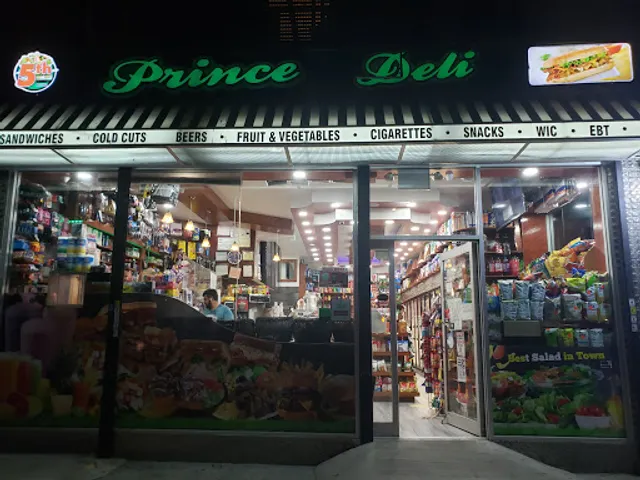 5th
Prince Deli
SANDWICHES • COLD CUTS BEERS • FRUIT & VEGETABLES • CIGARETTES • SNACKS • WIC • EBT •
Best Salad in Town